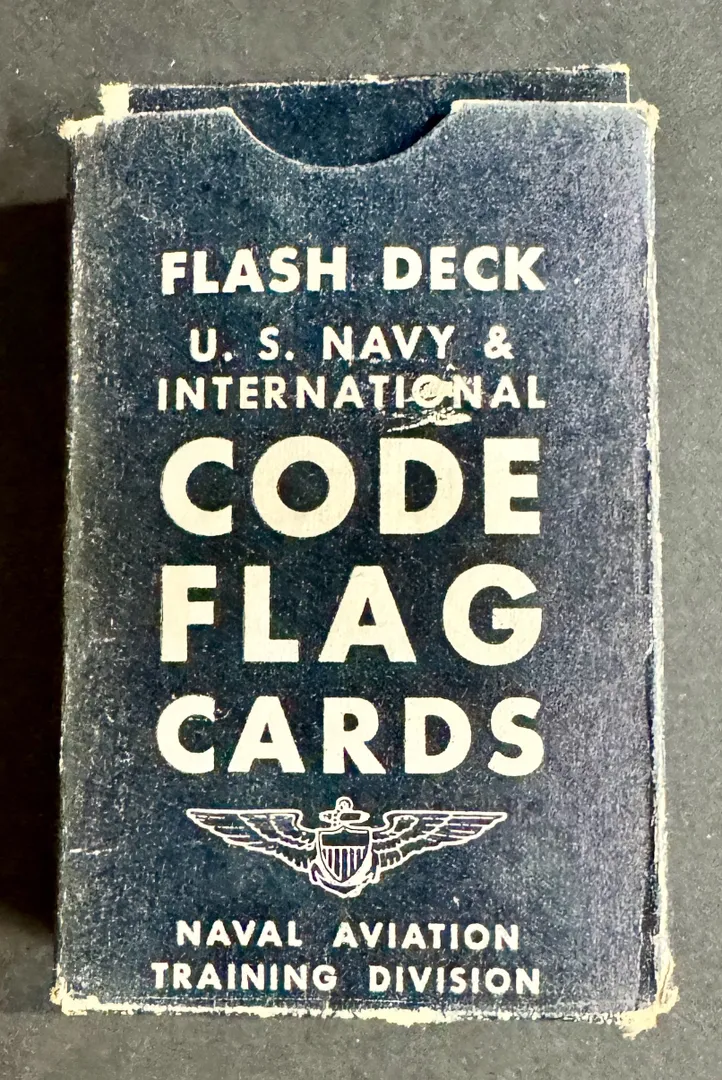 FLASH DECK
U. S. NAVY &
INTERNATIONAL
CODE
FLAG
CARDS
NAVAL AVIATION
TRAINING DIVISION